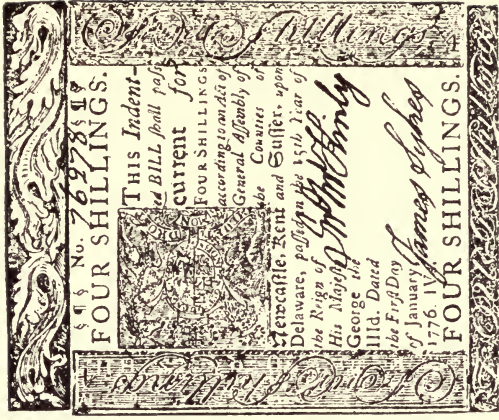 § ¶ § No. 76978 § ¶ §
FOUR SHILLINGS.
THIS Indent-
ed BILL ſhall paſs
current for
FOUR SHILLINGS
according to an Act of
General Aſſembly of
the Counties of
Newcaſtle, Kent and Suſſex, upon
Delaware, paſſed in the 15th Year of
the Reign of
His Majeſty
George the
IIId. Dated
the Firſt Day
of January
1776.
James Sykes
FOUR SHILLINGS.
Four Shillings
Four Shillings